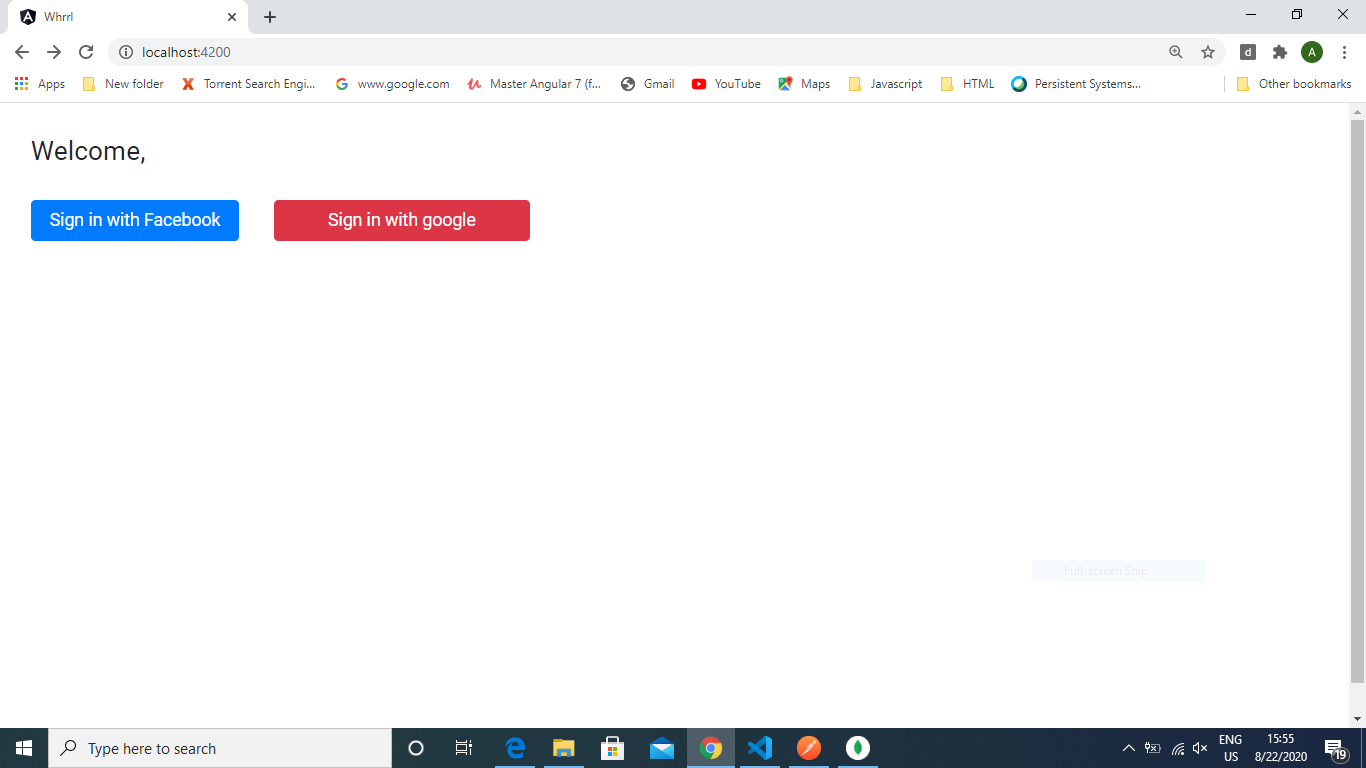 Whrrl
localhost:4200
d
A
Apps
New folder
Torrent Search Engi...
www.google.com
Master Angular 7 (f...
Gmail
YouTube
Maps
Javascript
HTML
Persistent Systems...
Other bookmarks
Welcome,
Sign in with Facebook
Sign in with google
Full-screen Snip
Type here to search
ENG
US
15:55
8/22/2020
19